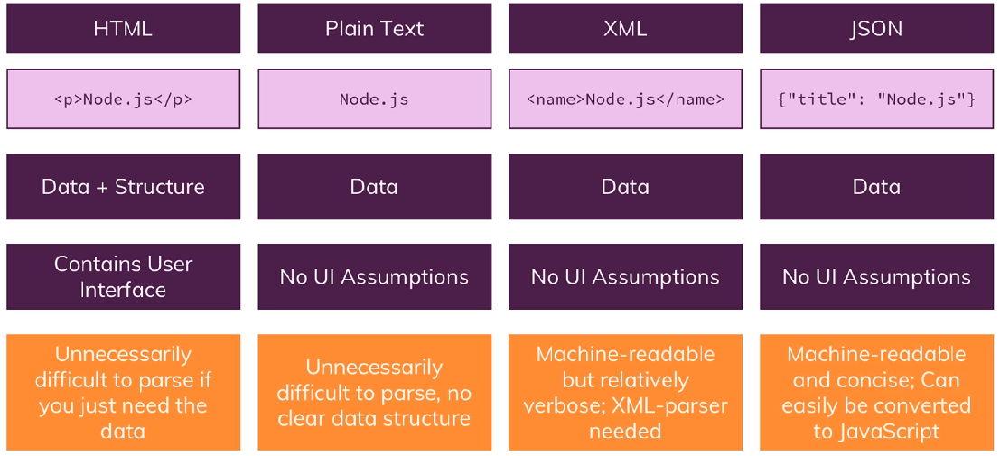 HTML
Plain Text
XML
JSON
<p>Node.js</p>
Node.js
<name>Node.js</name>
{"title": "Node.js"}
Data + Structure
Data
Data
Data
Contains User
Interface
No UI Assumptions
No UI Assumptions
No UI Assumptions
Unnecessarily
difficult to parse if
you just need the
data
Unnecessarily
difficult to parse, no
clear data structure
Machine-readable
but relatively
verbose; XML-parser
needed
Machine-readable
and concise; Can
easily be converted
to JavaScript